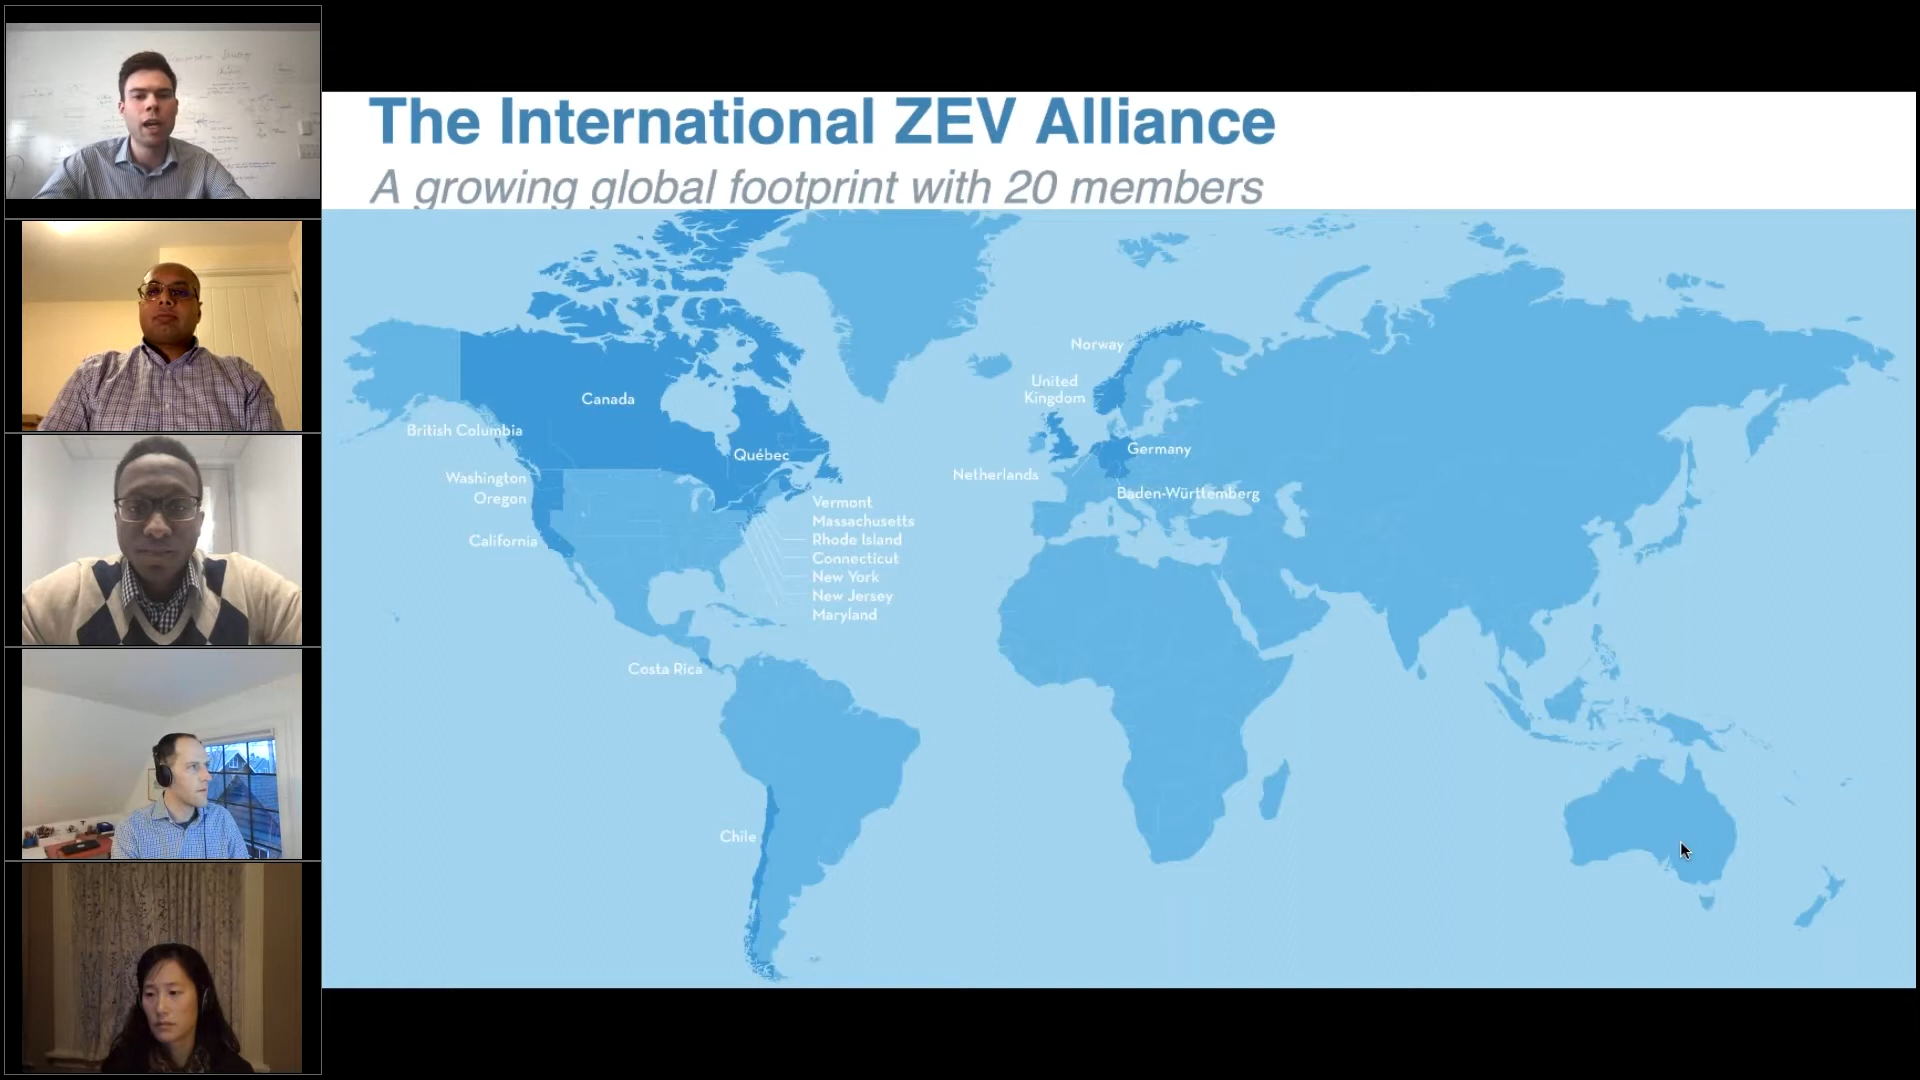 The International ZEV Alliance
A growing global footprint with 20 members
Norway
United
Kingdom
Canada
British Columbia
Québec
Germany
Netherlands
Washington
Oregon
Baden-Württemberg
Vermont
Massachusetts
Rhode Island
California
Connecticut
New York
New Jersey
Maryland
Costa Rica
Chile